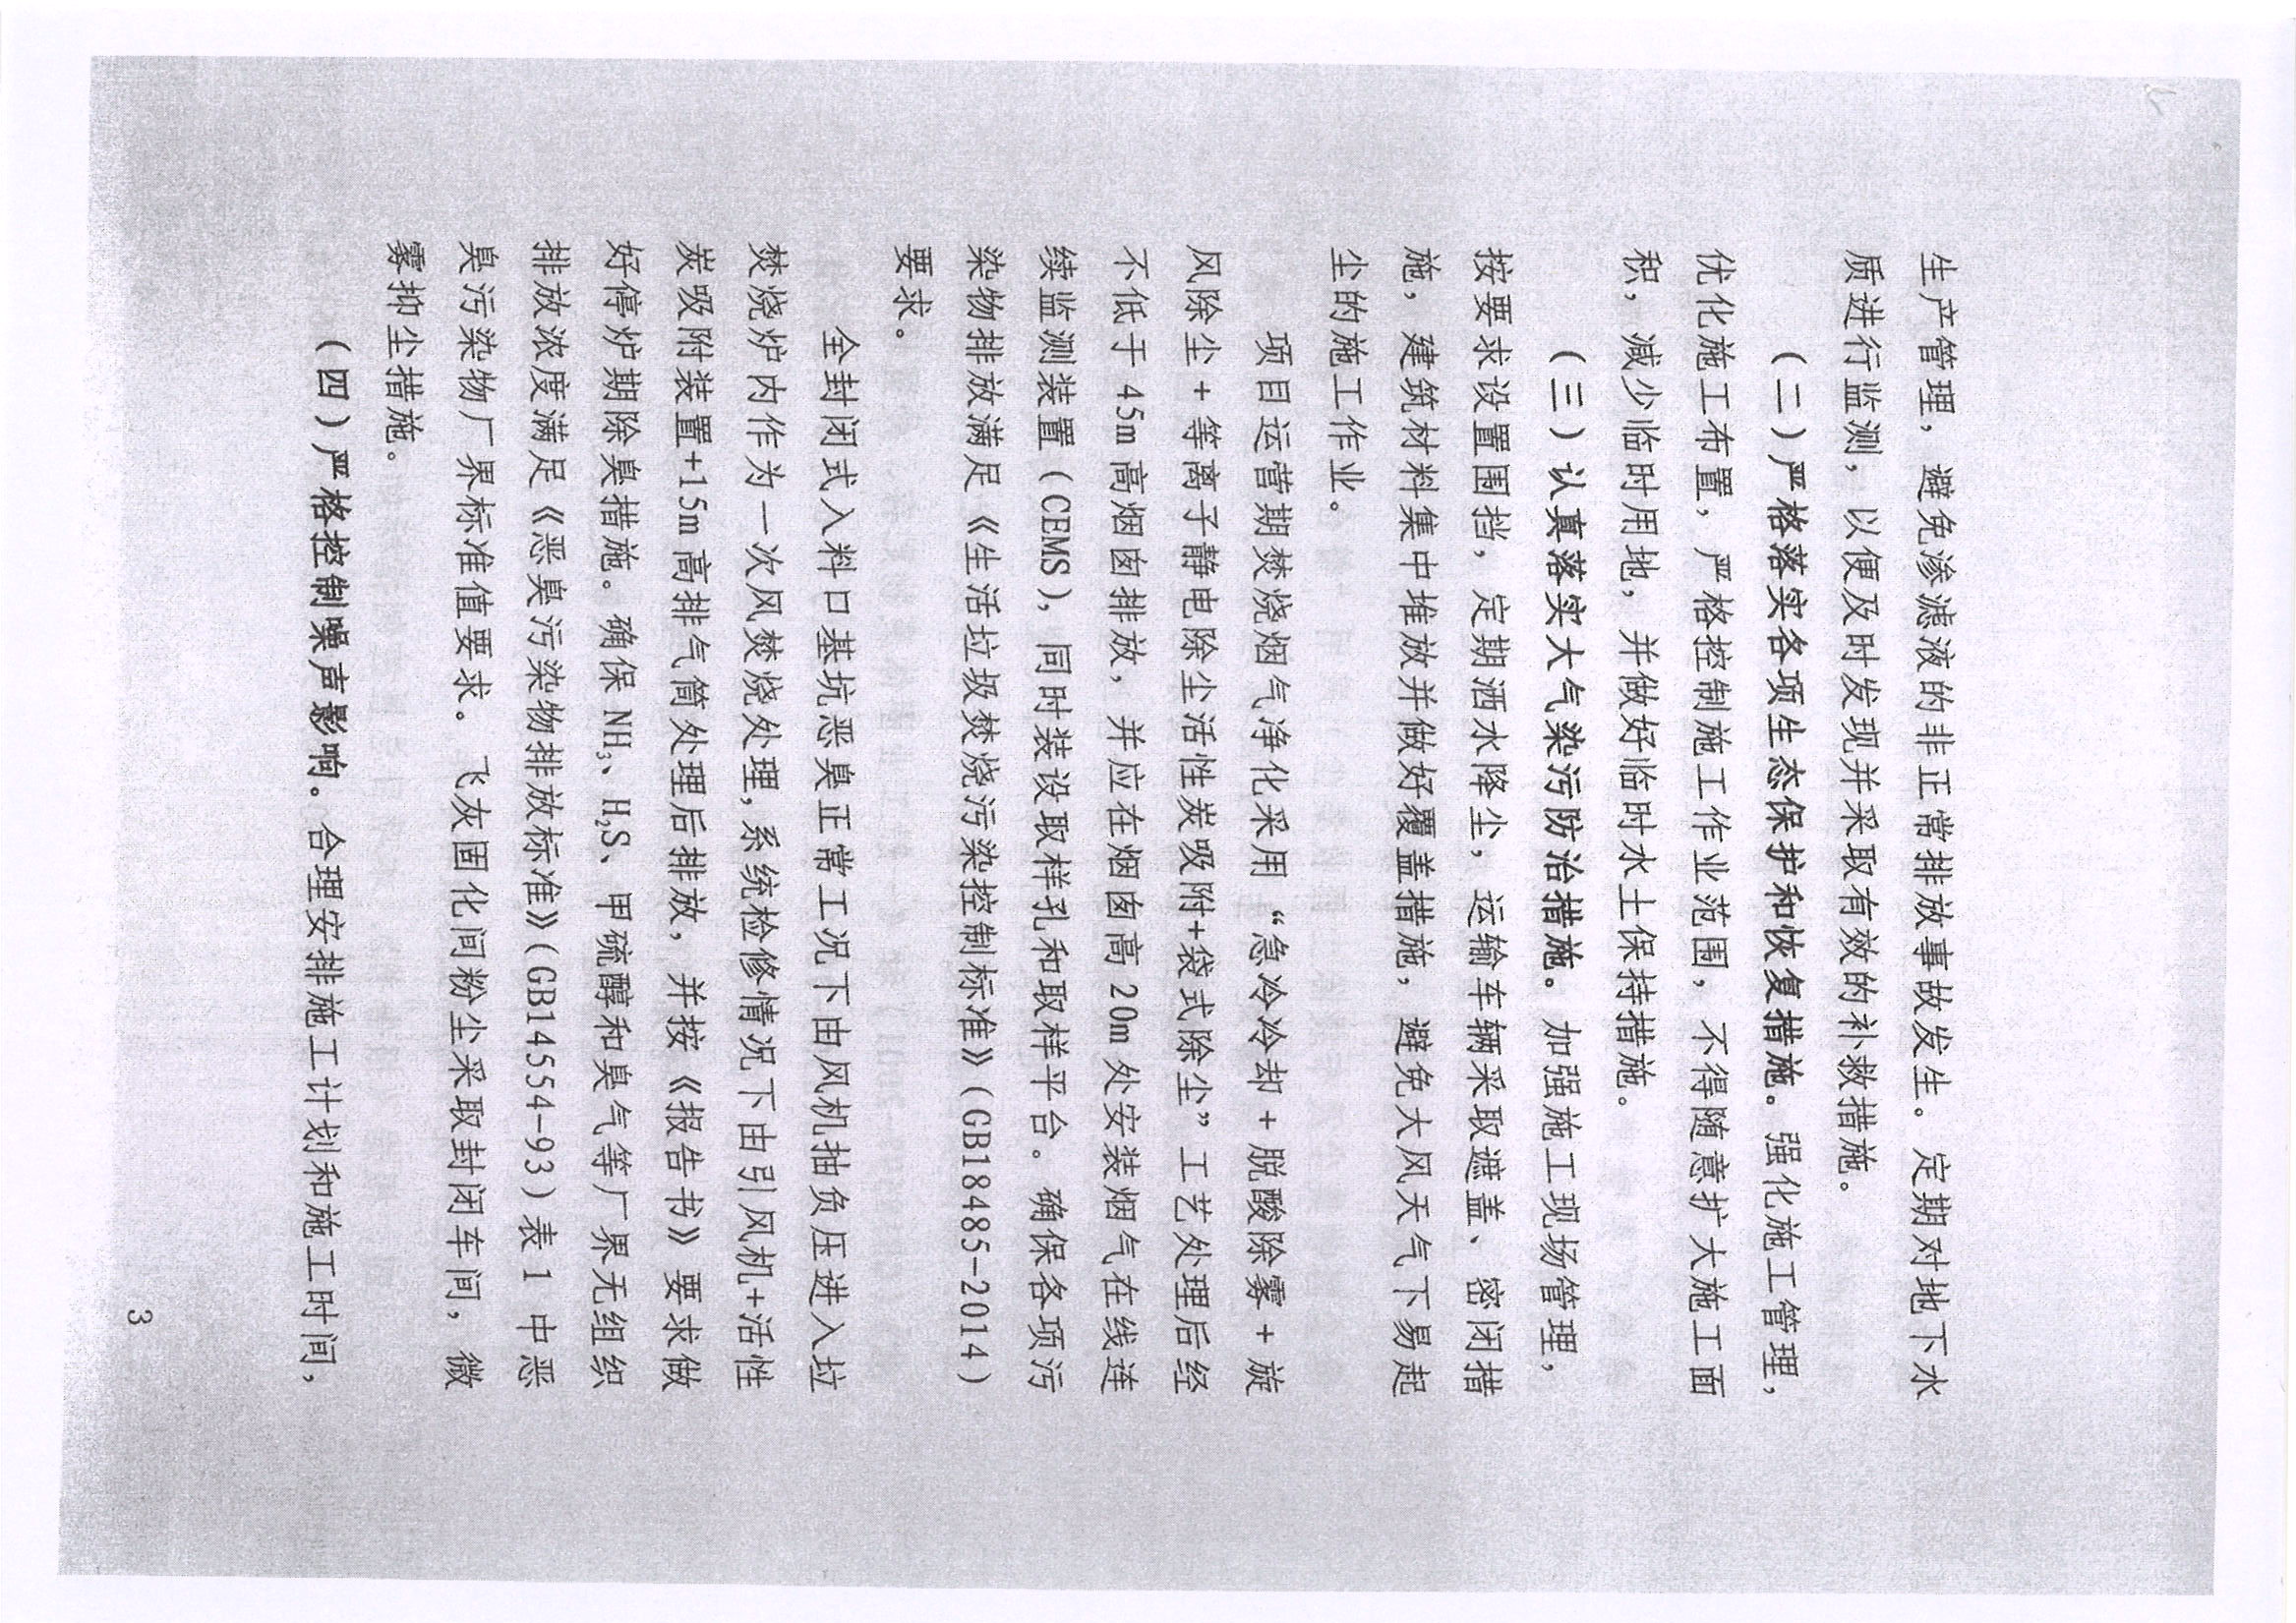 生产管理，避免渗滤液的非正常排放事故发生。定期对地下水
质进行监测，以便及时发现并采取有效的补救措施。
（二）严格落实各项生态保护和恢复措施。强化施工管理，
优化施工布置，严格控制施工作业范围，不得随意扩大施工面
积，减少临时用地，并做好临时水土保持措施。
（三）认真落实大气染污防治措施。加强施工现场管理，
按要求设置围挡，定期洒水降尘，运输车辆采取遮盖、密闭措
施，建筑材料集中堆放并做好覆盖措施，避免大风天气下易起
尘的施工作业。
项目运营期焚烧烟气净化采用“急冷冷却+脱酸除雾+旋
风除尘+等离子静电除尘活性炭吸附+袋式除尘”工艺处理后经
不低于 45m 高烟囱排放，并应在烟囱高 20m 处安装烟气在线连
续监测装置（CEMS），同时装设取样孔和取样平台。确保各项污
染物排放满足《生活垃圾焚烧污染控制标准》（GB18485-2014）
要求。
全封闭式入料口基坑恶臭正常工况下由风机抽负压进入垃
焚烧炉内作为一次风焚烧处理,系统检修情况下由引风机+活性
炭吸附装置+15m 高排气筒处理后排放，并按《报告书》要求做
好停炉期除臭措施。确保 NH₃、H₂S、甲硫醇和臭气等厂界无组织
排放浓度满足《恶臭污染物排放标准》（GB14554-93）表 1 中恶
臭污染物厂界标准值要求。飞灰固化间粉尘采取封闭车间，微
雾抑尘措施。
（四）严格控制噪声影响。合理安排施工计划和施工时间，
3